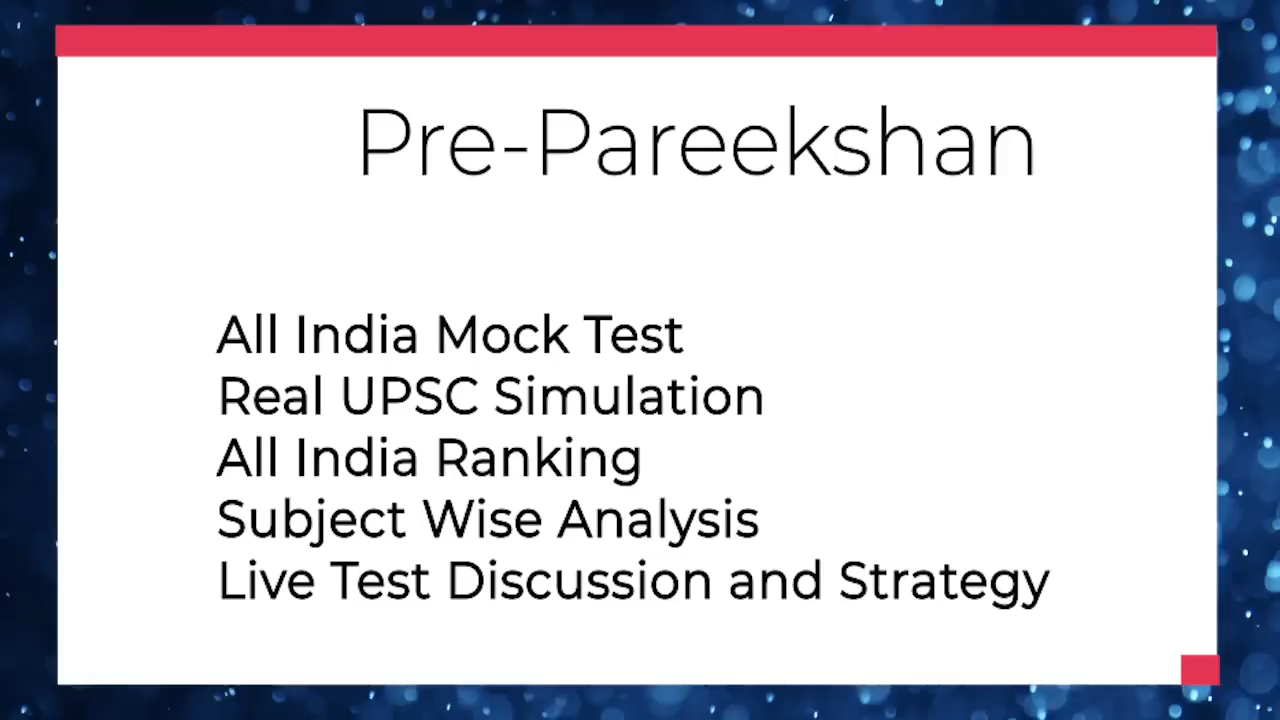 Pre-Pareekshan
All India Mock Test
Real UPSC Simulation
All India Ranking
Subject Wise Analysis
Live Test Discussion and Strategy